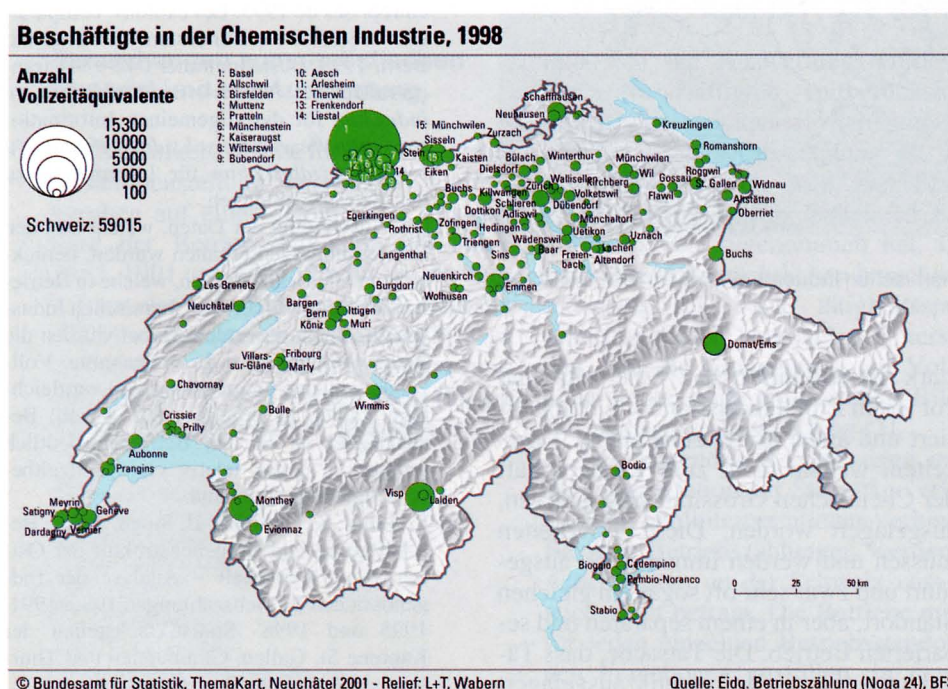 Beschäftigte in der Chemischen Industrie, 1998
Anzahl
Vollzeitäquivalente
15300
10000
5000
1000
100
Schweiz: 59015
1: Basel
2: Allschwil
3: Birsfelden
4: Muttenz
5: Pratteln
6: Münchenstein
7: Kaiseraugst
8: Witterswil
9: Bubendorf
10: Aesch
11: Arlesheim
12: Therwil
13: Frenkendorf
14: Liestal
15: Münchwilen
Schaffhausen
Neuhausen
Kreuzlingen
Zurzach
Sisseln
Stein
Kaisten
Eiken
14
Bülach
Winterthur
Münchwilen
Romanshorn
Dielsdorf
Wallisellen
Wil
Roggwil
Gossau
St. Gallen
Widnau
Kirchberg
Flawil
Altstätten
Oberriet
Buchs
Killwangen
Zürich
Volketswil
Schlieren
Dübendorf
Dottikon
Adliswil
Mönchaltorf
Egerkingen
Zofingen
Hedingen
Uetikon
Uznach
Rothrist
Triengen
Wädenswil
Lachen
Langenthal
Sins
Baar
Freien-
bach
Altendorf
Buchs
Neuenkirch
Emmen
Wolhusen
Les Brenets
Burgdorf
Neuchâtel
Bargen
Bern
Ittigen
Köniz
Muri
Domat/Ems
Villars-
sur-Glâne
Fribourg
Marly
Chavornay
Wimmis
Bulle
Crissier
Prilly
Aubonne
Prangins
Bodio
Visp
Lalden
Monthey
Meyrin
Satigny
Genève
Dardagny
Vernier
Evionnaz
Bioggio
Cadempino
Bambio-Noranco
Stabio
0 25 50 km
© Bundesamt für Statistik, ThemaKart, Neuchâtel 2001 - Relief: L+T, Wabern
Quelle: Eidg. Betriebszählung (Noga 24), BF